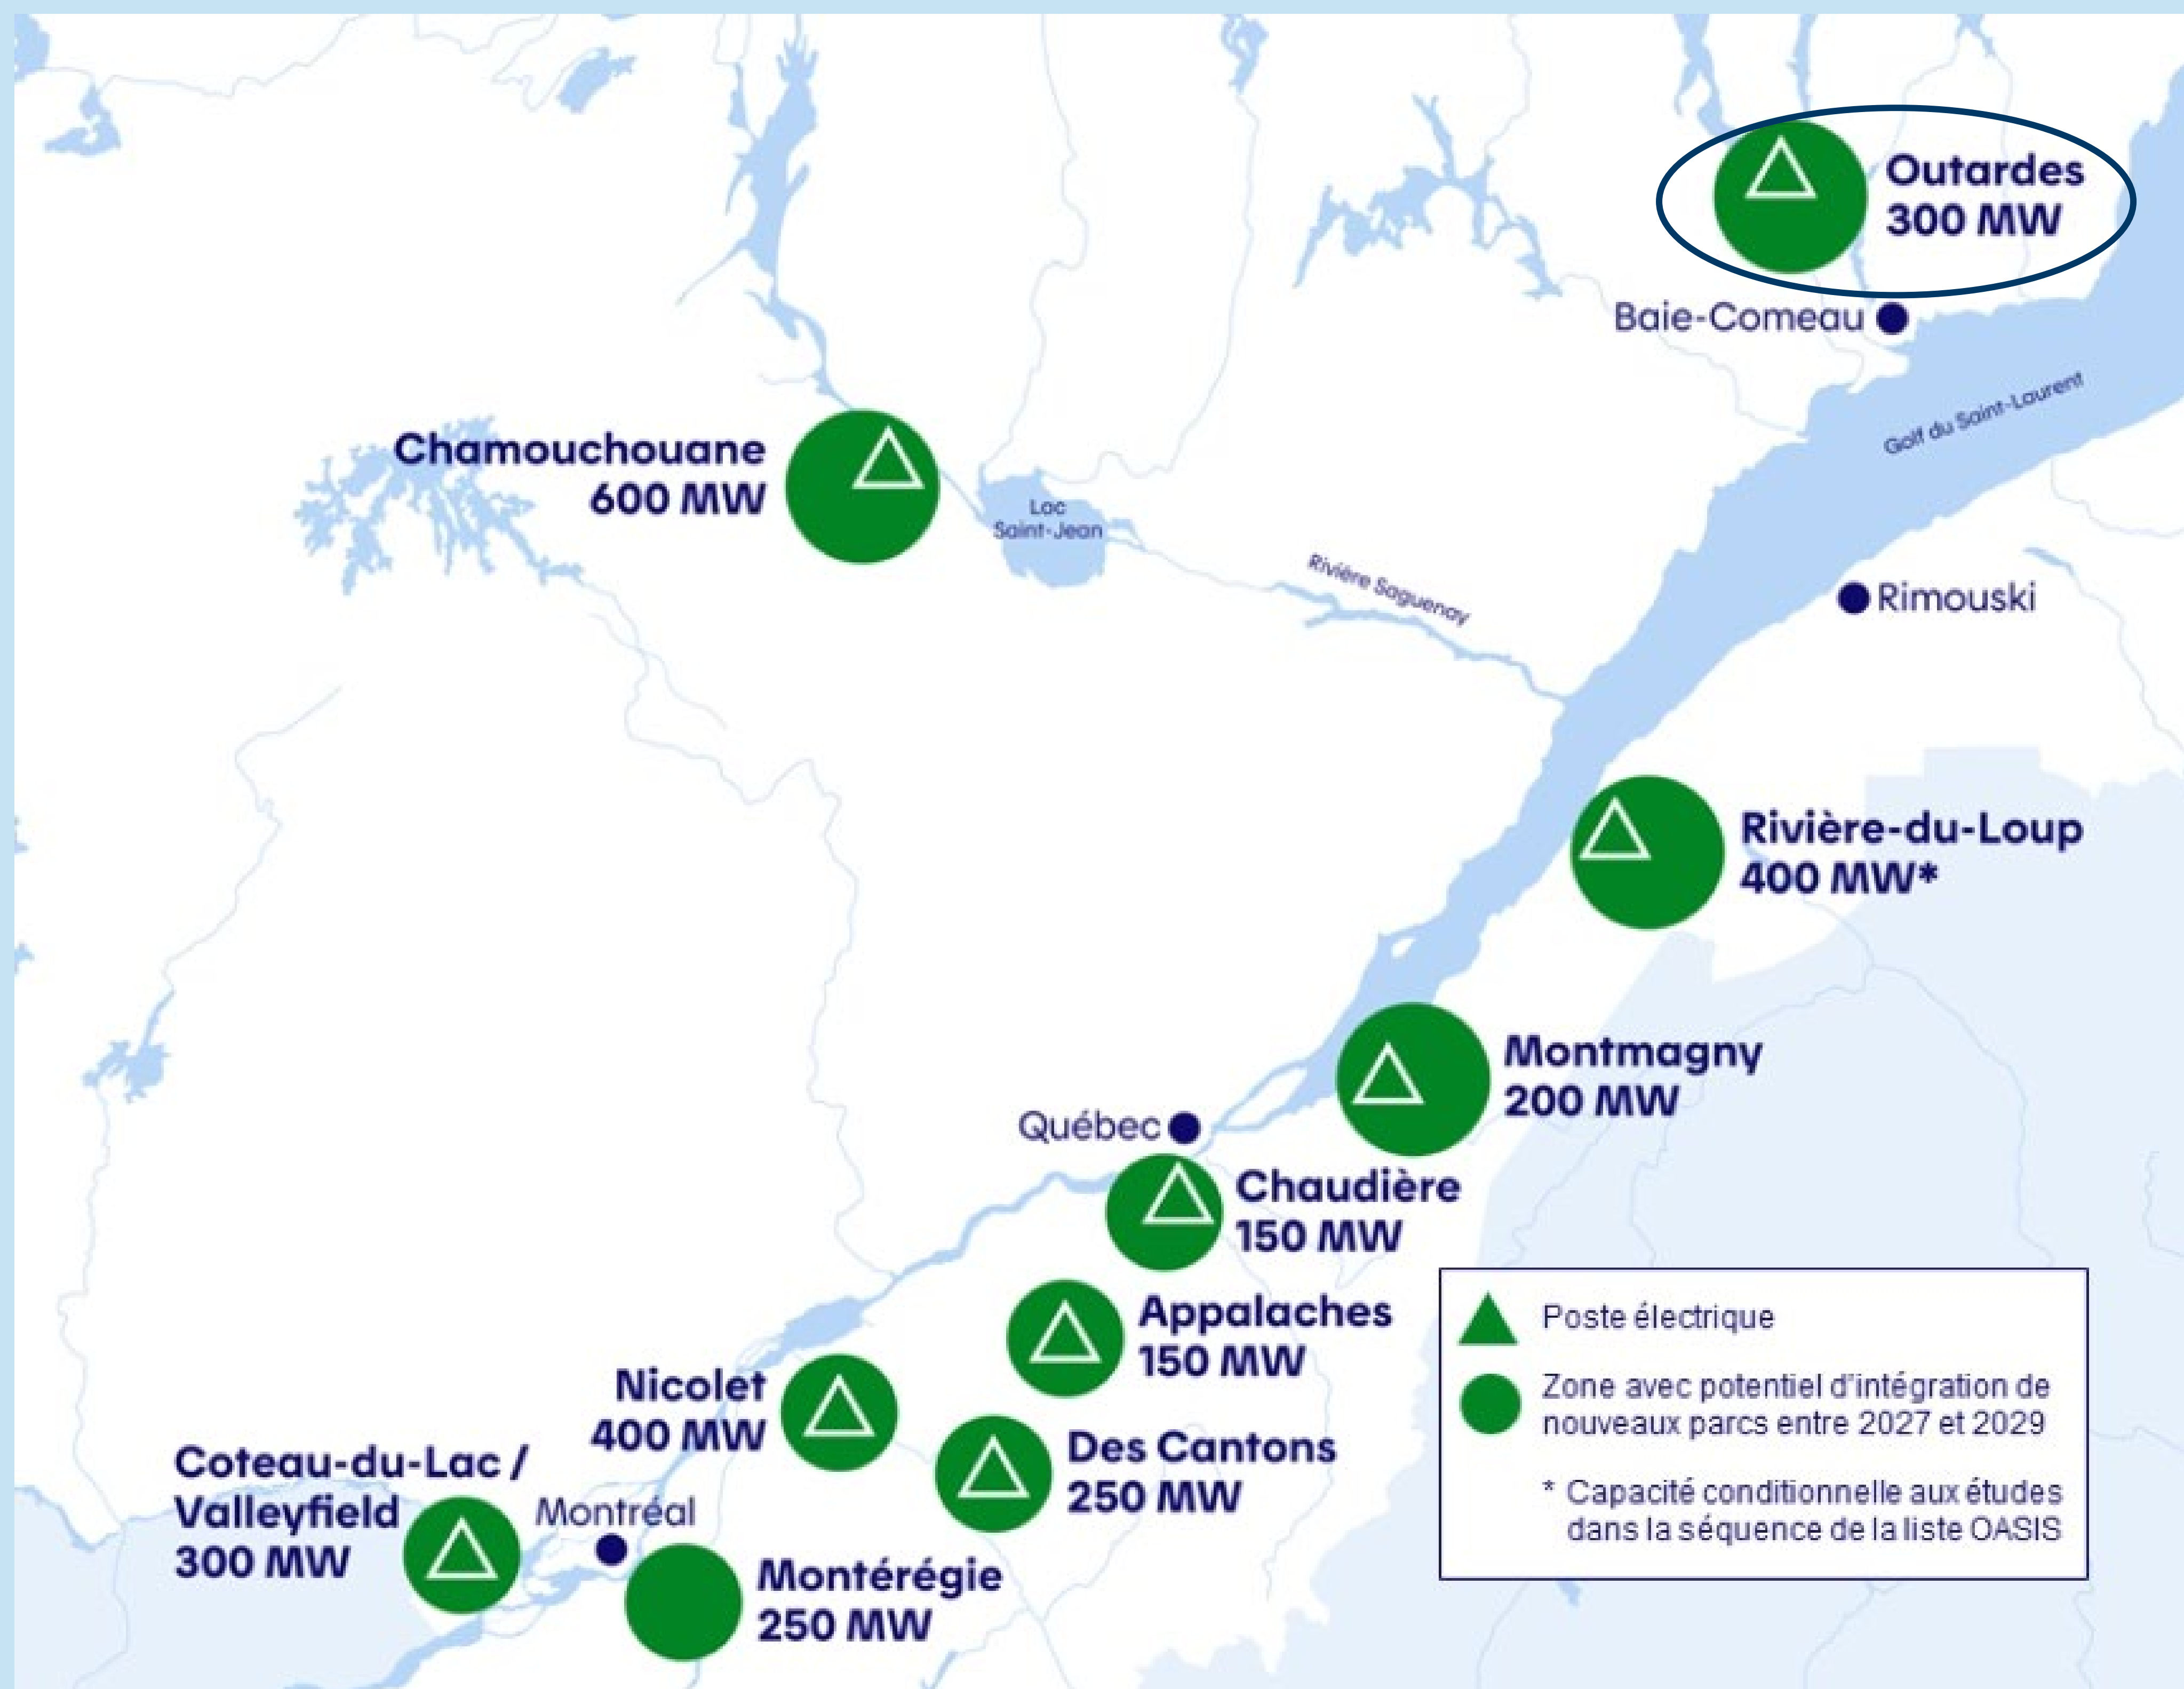 Outardes
300 MW
Baie-Comeau
Golf du Saint-Laurent
Chamouchouane
600 MW
Lac
Saint-Jean
Rivière Saguenay
Rimouski
Rivière-du-Loup
400 MW*
Montmagny
200 MW
Québec
Chaudière
150 MW
Appalaches
150 MW
Nicolet
400 MW
Des Cantons
250 MW
Coteau-du-Lac /
Valleyfield
300 MW
Montréal
Montérégie
250 MW
Poste électrique
Zone avec potentiel d'intégration de
nouveaux parcs entre 2027 et 2029
* Capacité conditionnelle aux études
dans la séquence de la liste OASIS